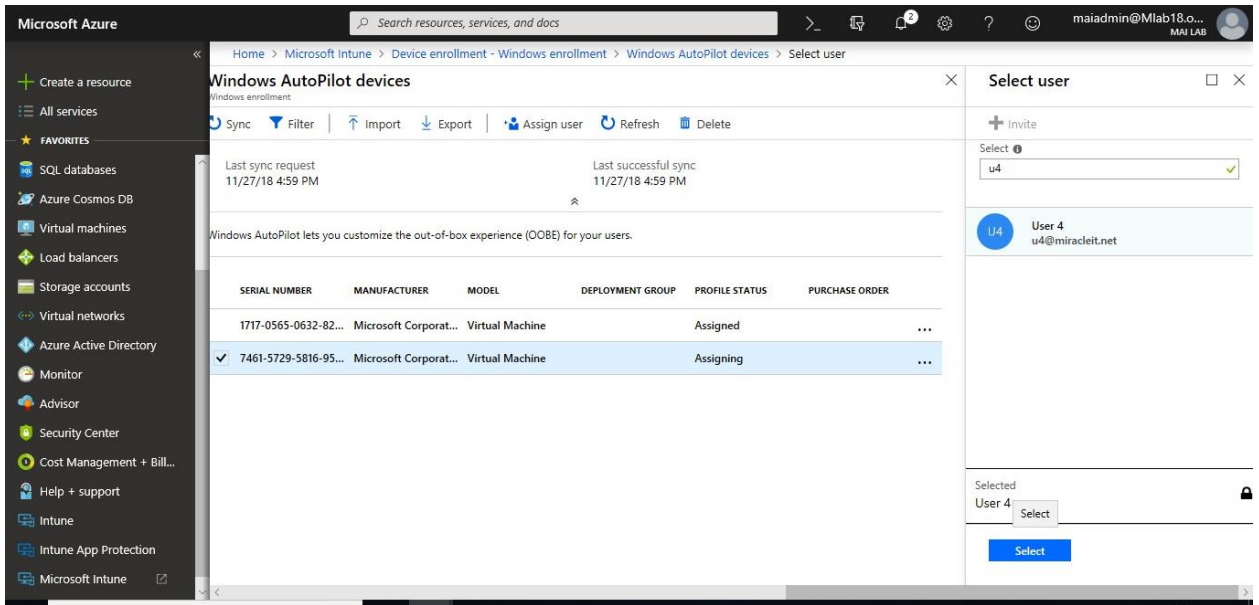 Microsoft Azure
Search resources, services, and docs
2
maiadmin@Mlab18.o...
MAI LAB
Home > Microsoft Intune > Device enrollment - Windows enrollment > Windows AutoPilot devices > Select user
Create a resource
All services
FAVORITES
SQL databases
Azure Cosmos DB
Virtual machines
Load balancers
Storage accounts
Virtual networks
Azure Active Directory
Monitor
Advisor
Security Center
Cost Management + Bill...
Help + support
Intune
Intune App Protection
Microsoft Intune
Windows AutoPilot devices
Windows enrollment
Sync Filter Import Export Assign user Refresh Delete
Last sync request Last successful sync
11/27/18 4:59 PM 11/27/18 4:59 PM
Windows AutoPilot lets you customize the out-of-box experience (OOBE) for your users.
SERIAL NUMBER MANUFACTURER MODEL DEPLOYMENT GROUP PROFILE STATUS PURCHASE ORDER
1717-0565-0632-82... Microsoft Corporat... Virtual Machine Assigned ...
7461-5729-5816-95... Microsoft Corporat... Virtual Machine Assigning ...
Select user
Invite
Select
u4
U4
User 4
u4@miracleit.net
Selected
User 4
Select
Select